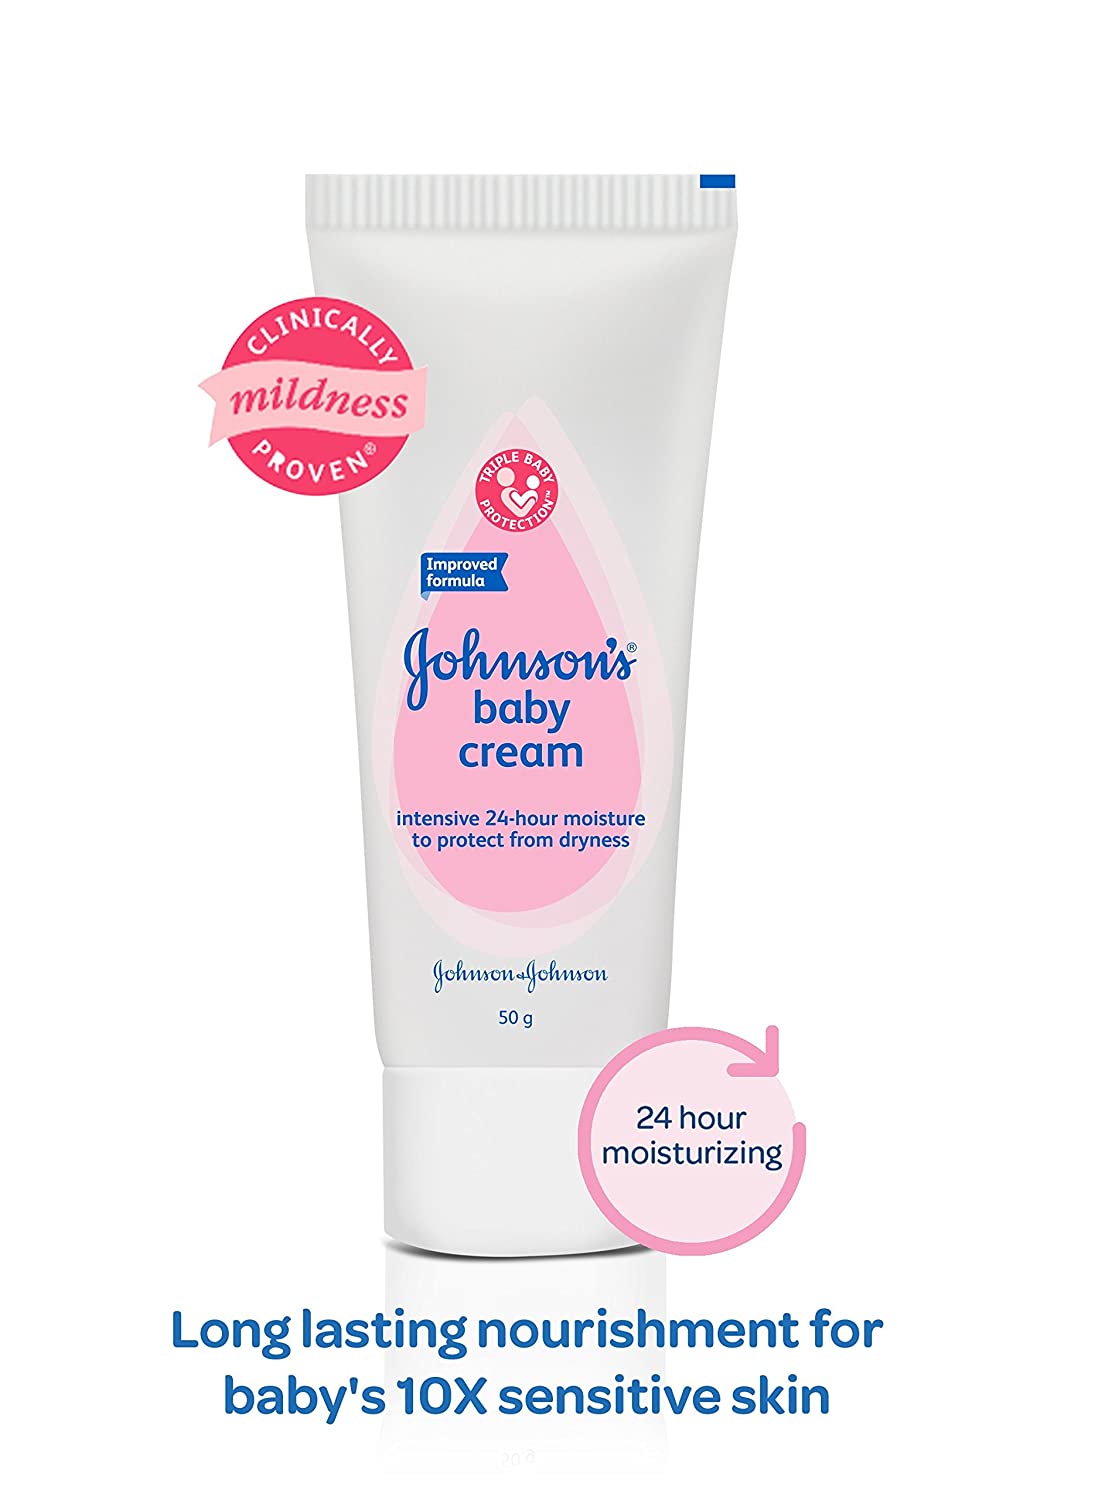 CLINICALLY
mildness
PROVEN®
TRIPLE BABY
PROTECTION™
Improved
formula
Johnson's®
baby
cream
intensive 24-hour moisture
to protect from dryness
Johnson&Johnson
50 g
24 hour
moisturizing
Long lasting nourishment for
baby's 10X sensitive skin